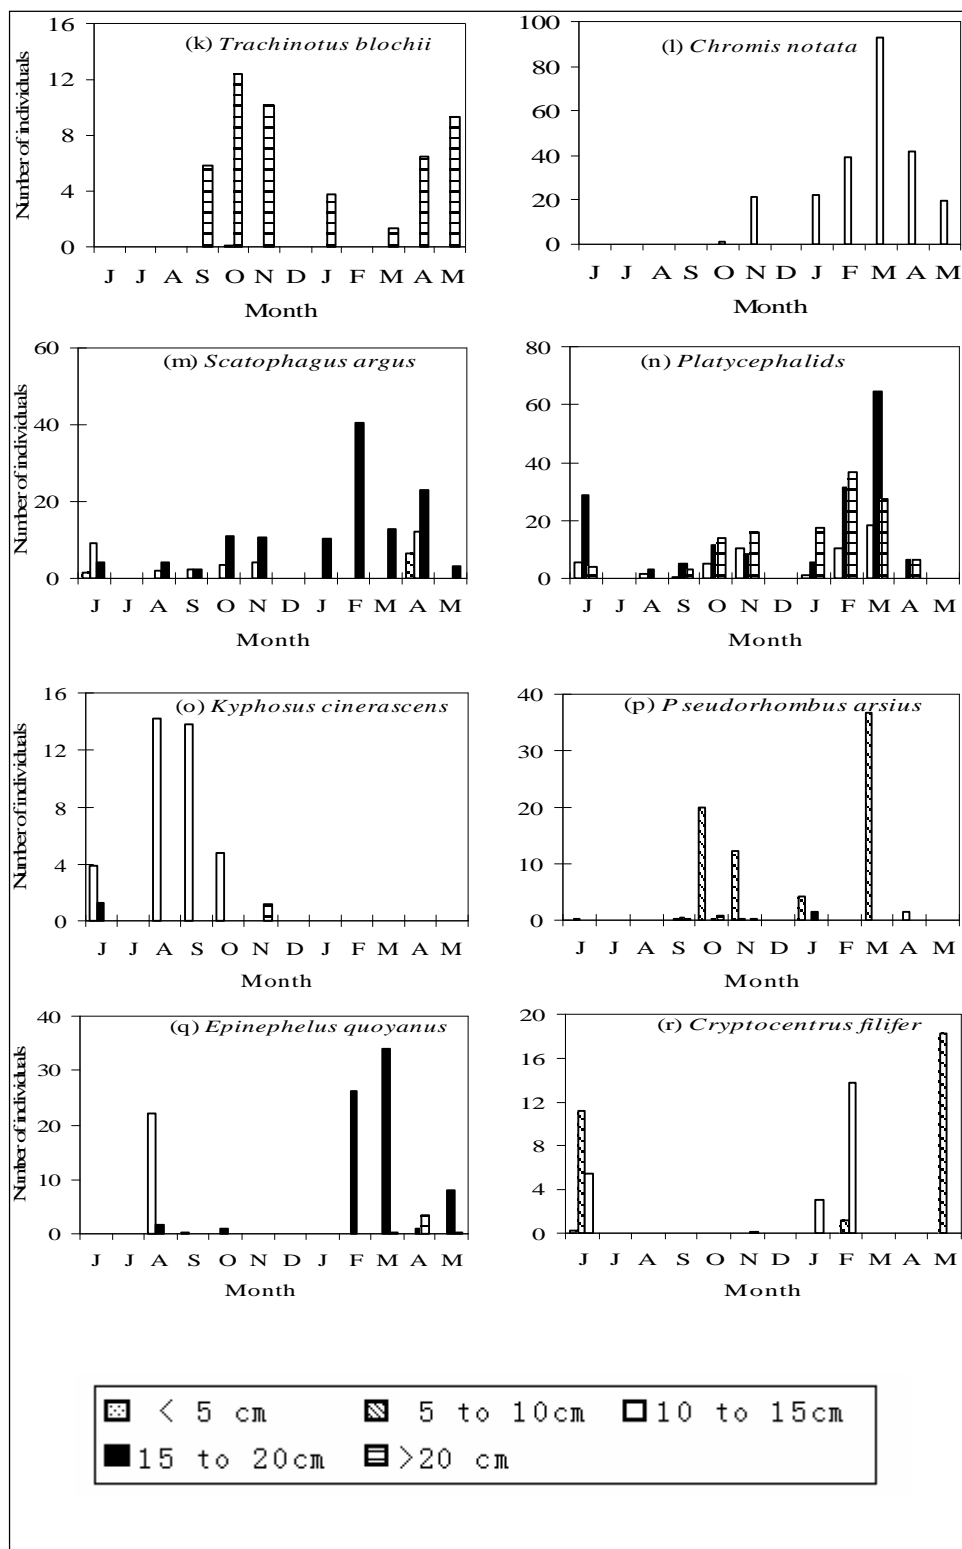 (k) Trachinotus blochii
Number of individuals
16
12
8
4
0
J J A S O N D J F M A M
Month
(l) Chromis notata
100
80
60
40
20
0
J J A S O N D J F M A M
Month
(m) Scatophagus argus
Number of individuals
60
40
20
0
J J A S O N D J F M A M
Month
(n) Platycephalids
80
60
40
20
0
J J A S O N D J F M A M
Month
(o) Kyphosus cinerascens
Number of individuals
16
12
8
4
0
J J A S O N D J F M A M
Month
(p) Pseudorhombus arsius
40
30
20
10
0
J J A S O N D J F M A M
Month
(q) Epinephelus quoyanus
Number of individuals
40
30
20
10
0
J J A S O N D J F M A M
Month
(r) Cryptocentrus filifer
20
16
12
8
4
0
J J A S O N D J F M A M
Month
< 5 cm 5 to 10cm 10 to 15cm
15 to 20cm >20 cm